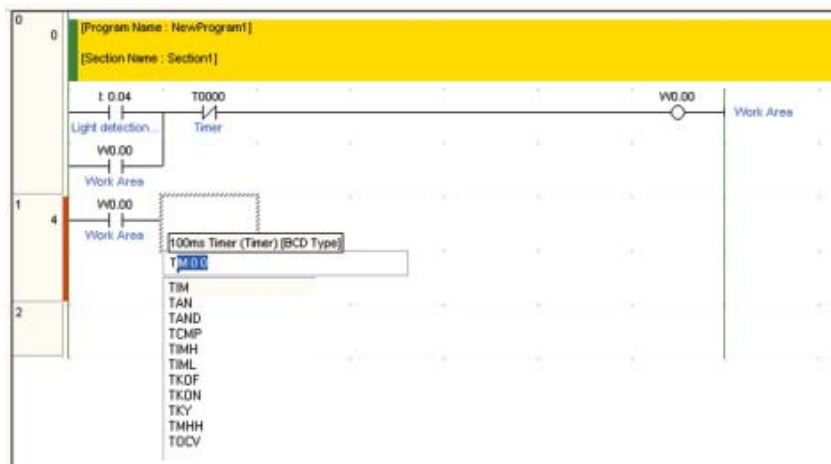 0
0
[Program Name : NewProgram1]
[Section Name : Section1]
I: 0.04
T0000
W0.00
Light detection...
Timer
Work Area
W0.00
Work Area
1
4
W0.00
Work Area
100ms Timer (Timer) [BCD Type]
TIM 0 0
TIM
TAN
TAND
TCMP
TIMH
TIML
TKOF
TKON
TKY
TMHH
TOCV
2